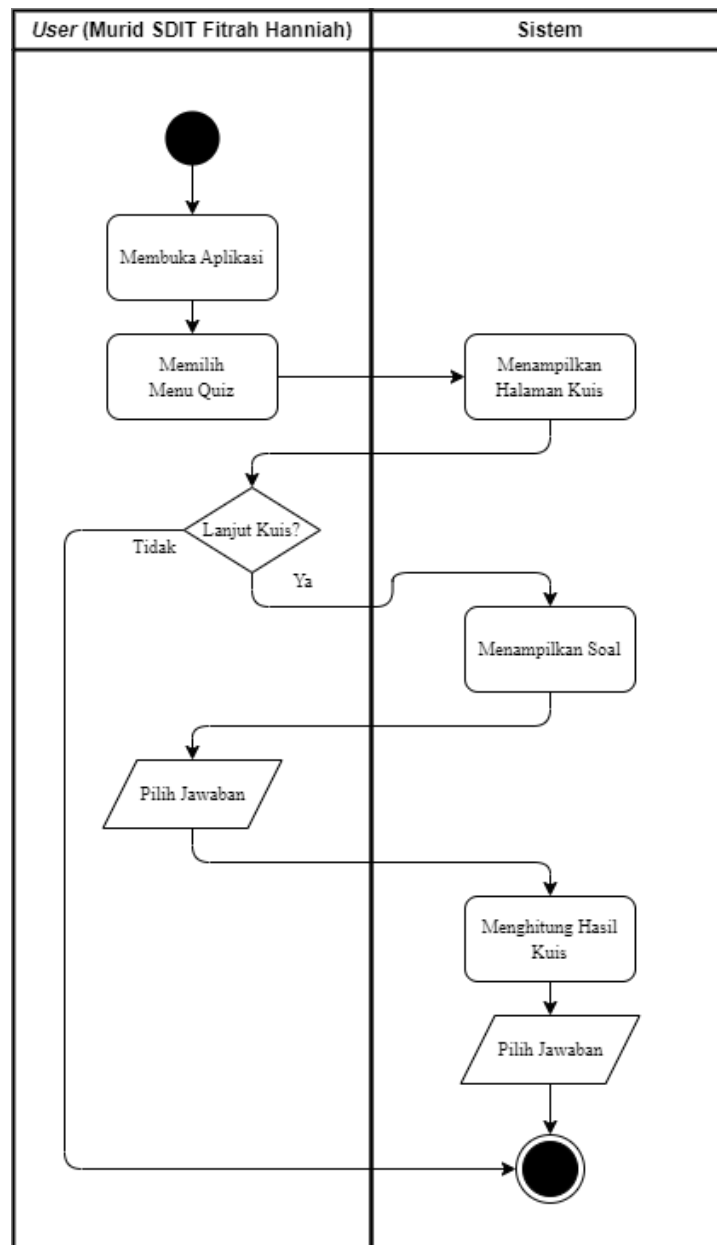 User (Murid SDIT Fitrah Hanniah)
Sistem
Membuka Aplikasi
Memilih
Menu Quiz
Menampilkan
Halaman Kuis
Lanjut Kuis?
Tidak
Ya
Menampilkan Soal
Pilih Jawaban
Menghitung Hasil
Kuis
Pilih Jawaban